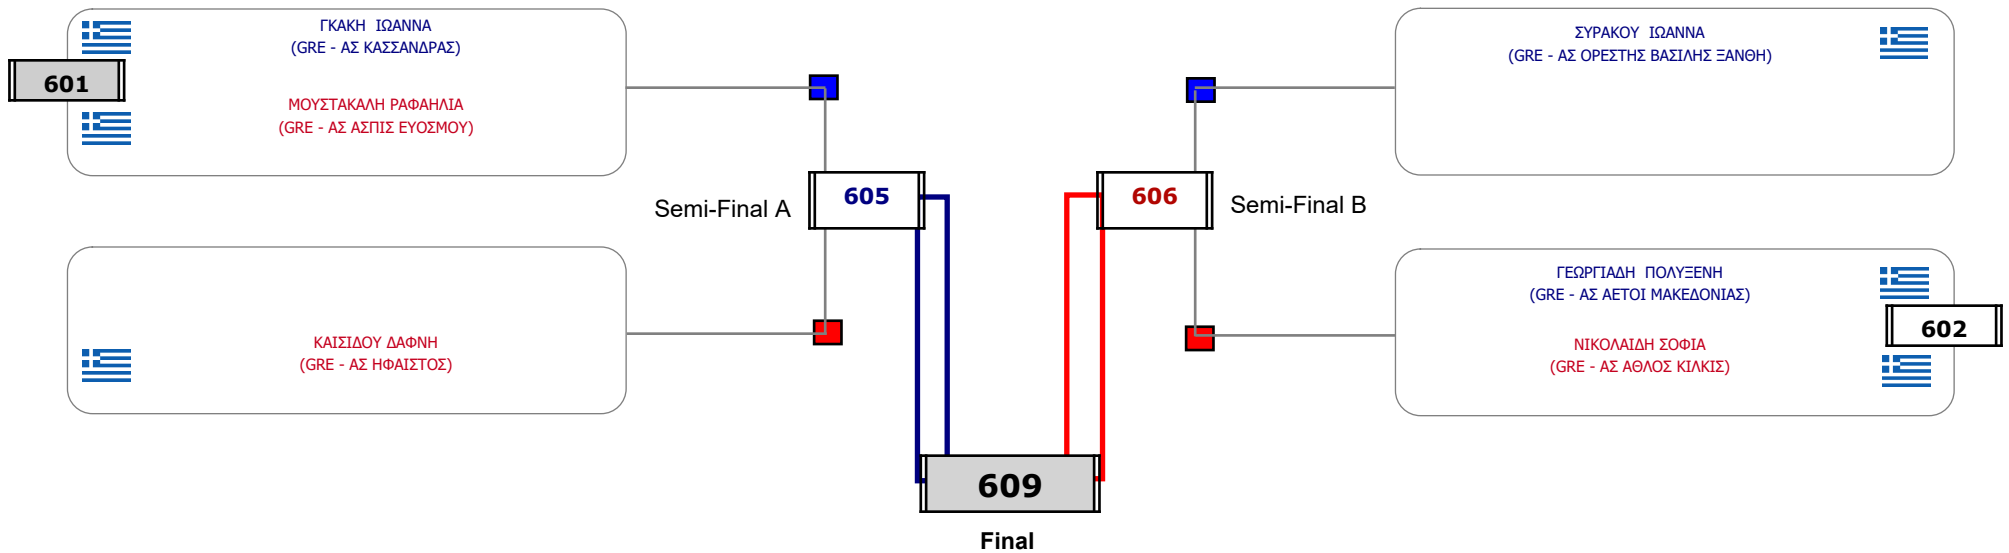 ΓΚΑΚΗ ΙΩΑΝΝΑ
(GRE - ΑΣ ΚΑΣΣΑΝΔΡΑΣ)
601
ΜΟΥΣΤΑΚΑΛΗ ΡΑΦΑΗΛΙΑ
(GRE - ΑΣ ΑΣΠΙΣ ΕΥΟΣΜΟΥ)
ΣΥΡΑΚΟΥ ΙΩΑΝΝΑ
(GRE - ΑΣ ΟΡΕΣΤΗΣ ΒΑΣΙΛΗΣ ΞΑΝΘΗ)
Semi-Final A
605
606
Semi-Final B
ΚΑΙΣΙΔΟΥ ΔΑΦΝΗ
(GRE - ΑΣ ΗΦΑΙΣΤΟΣ)
ΓΕΩΡΓΙΑΔΗ ΠΟΛΥΞΕΝΗ
(GRE - ΑΣ ΑΕΤΟΙ ΜΑΚΕΔΟΝΙΑΣ)
602
ΝΙΚΟΛΑΙΔΗ ΣΟΦΙΑ
(GRE - ΑΣ ΑΘΛΟΣ ΚΙΛΚΙΣ)
609
Final